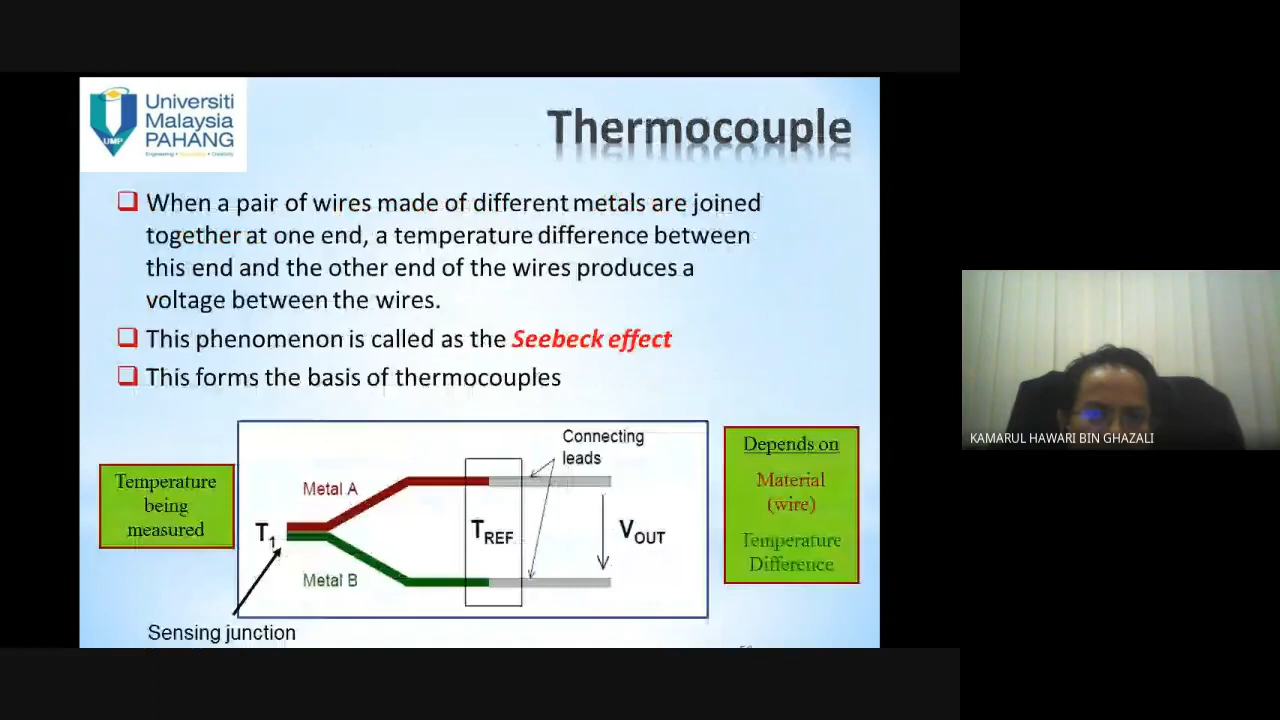 Universiti
Malaysia
PAHANG
UMP
Thermocouple
When a pair of wires made of different metals are joined
together at one end, a temperature difference between
this end and the other end of the wires produces a
voltage between the wires.
This phenomenon is called as the Seebeck effect
This forms the basis of thermocouples
Temperature
being
measured
Connecting
leads
Metal A
T1
TREF
VOUT
Metal B
Sensing junction
Depends on
Material
(wire)
Temperature
Difference
KAMARUL HAWARI BIN GHAZALI